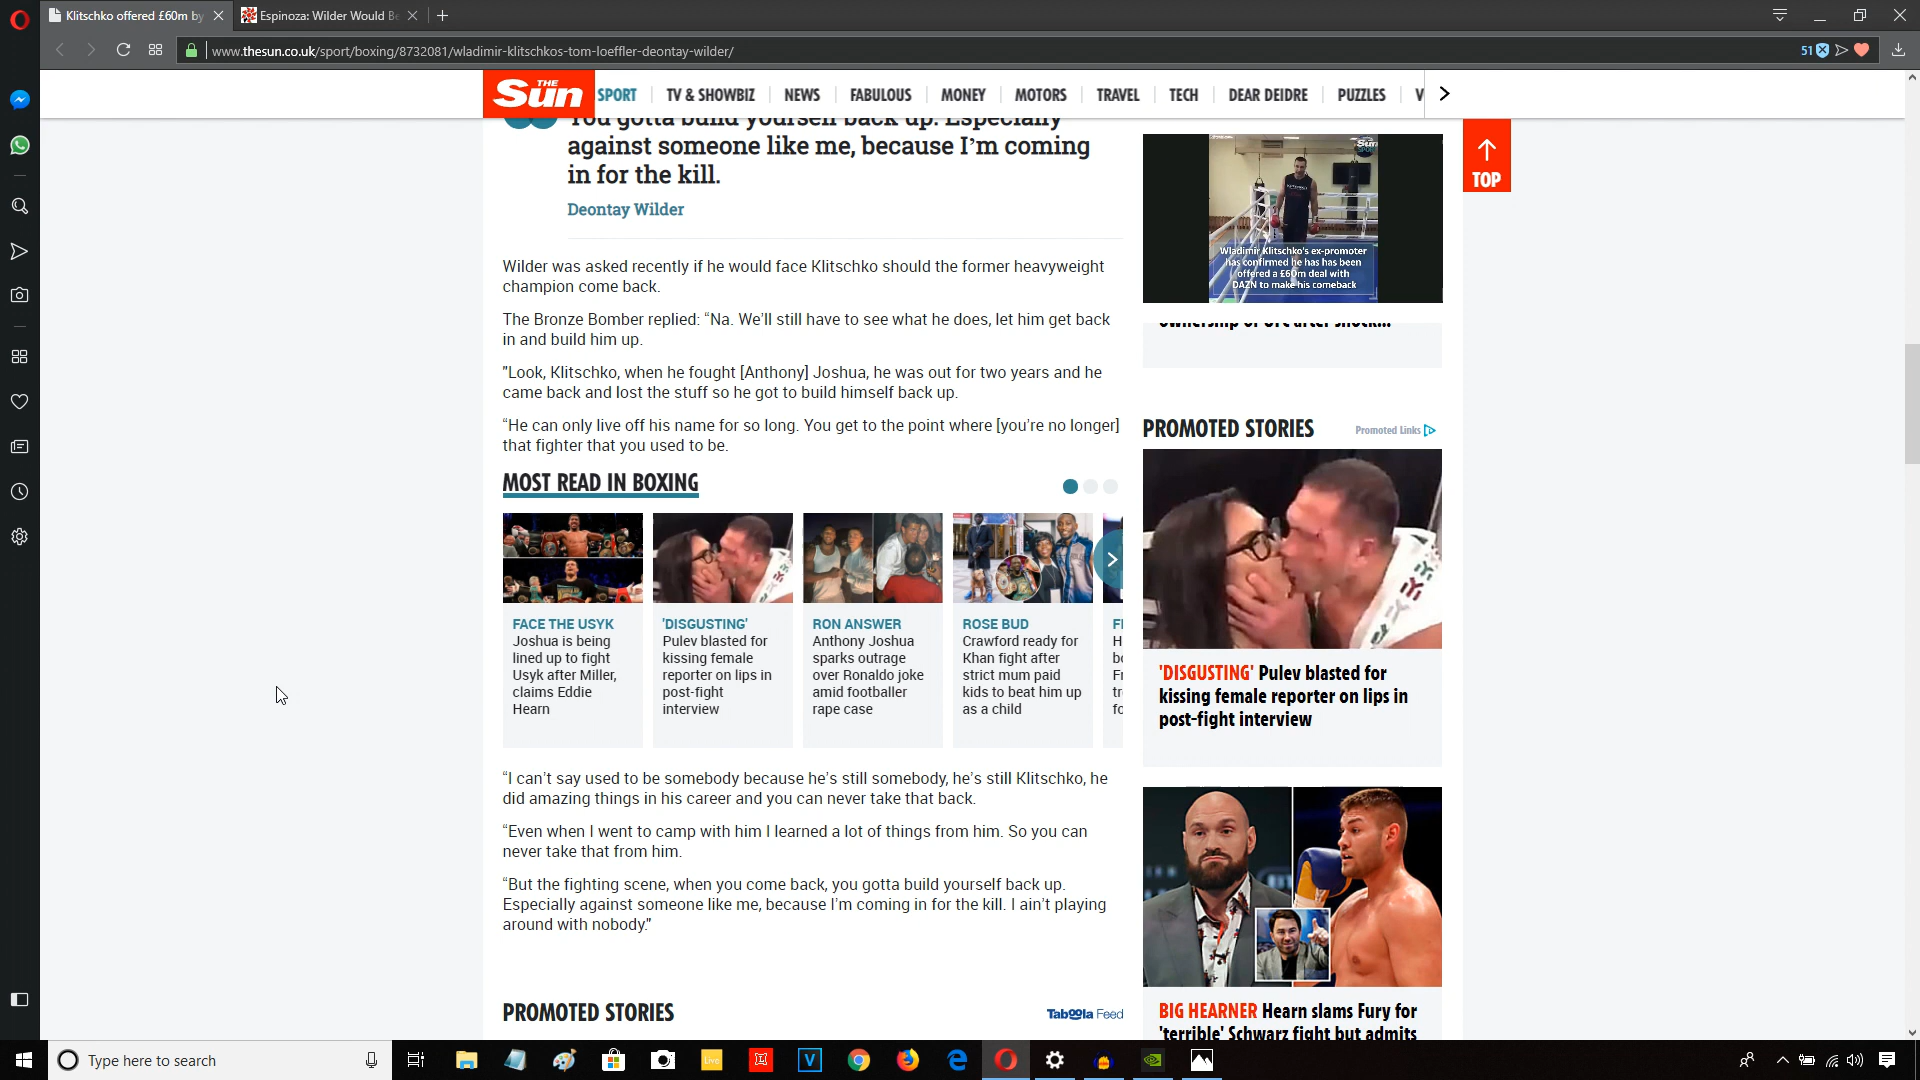 Klitschko offered £60m by
Espinoza: Wilder Would Be
www.thesun.co.uk/sport/boxing/8732081/wladimir-klitschkos-tom-loeffler-deontay-wilder/
51
THE Sun
SPORT
TV & SHOWBIZ
NEWS
FABULOUS
MONEY
MOTORS
TRAVEL
TECH
DEAR DEIDRE
PUZZLES
V
You gotta build yourself back up. Especially
against someone like me, because I'm coming
in for the kill.
Deontay Wilder
Wilder was asked recently if he would face Klitschko should the former heavyweight
champion come back.
The Bronze Bomber replied: “Na. We’ll still have to see what he does, let him get back
in and build him up.
"Look, Klitschko, when he fought [Anthony] Joshua, he was out for two years and he
came back and lost the stuff so he got to build himself back up.
“He can only live off his name for so long. You get to the point where [you’re no longer]
that fighter that you used to be.
MOST READ IN BOXING
FACE THE USYK
Joshua is being
lined up to fight
Usyk after Miller,
claims Eddie
Hearn
'DISGUSTING'
Pulev blasted for
kissing female
reporter on lips in
post-fight
interview
RON ANSWER
Anthony Joshua
sparks outrage
over Ronaldo joke
amid footballer
rape case
ROSE BUD
Crawford ready for
Khan fight after
strict mum paid
kids to beat him up
as a child
“I can’t say used to be somebody because he’s still somebody, he’s still Klitschko, he
did amazing things in his career and you can never take that back.
“Even when I went to camp with him I learned a lot of things from him. So you can
never take that from him.
“But the fighting scene, when you come back, you gotta build yourself back up.
Especially against someone like me, because I’m coming in for the kill. I ain’t playing
around with nobody.”
PROMOTED STORIES
Taboola Feed
Sun
Wladimir Klitschko's ex-promoter
has confirmed he has has been
offered a £60m deal with
DAZN to make his comeback
TOP
PROMOTED STORIES
Promoted Links
'DISGUSTING' Pulev blasted for
kissing female reporter on lips in
post-fight interview
BIG HEARNER Hearn slams Fury for
'terrible' Schwarz fight but admits
Type here to search